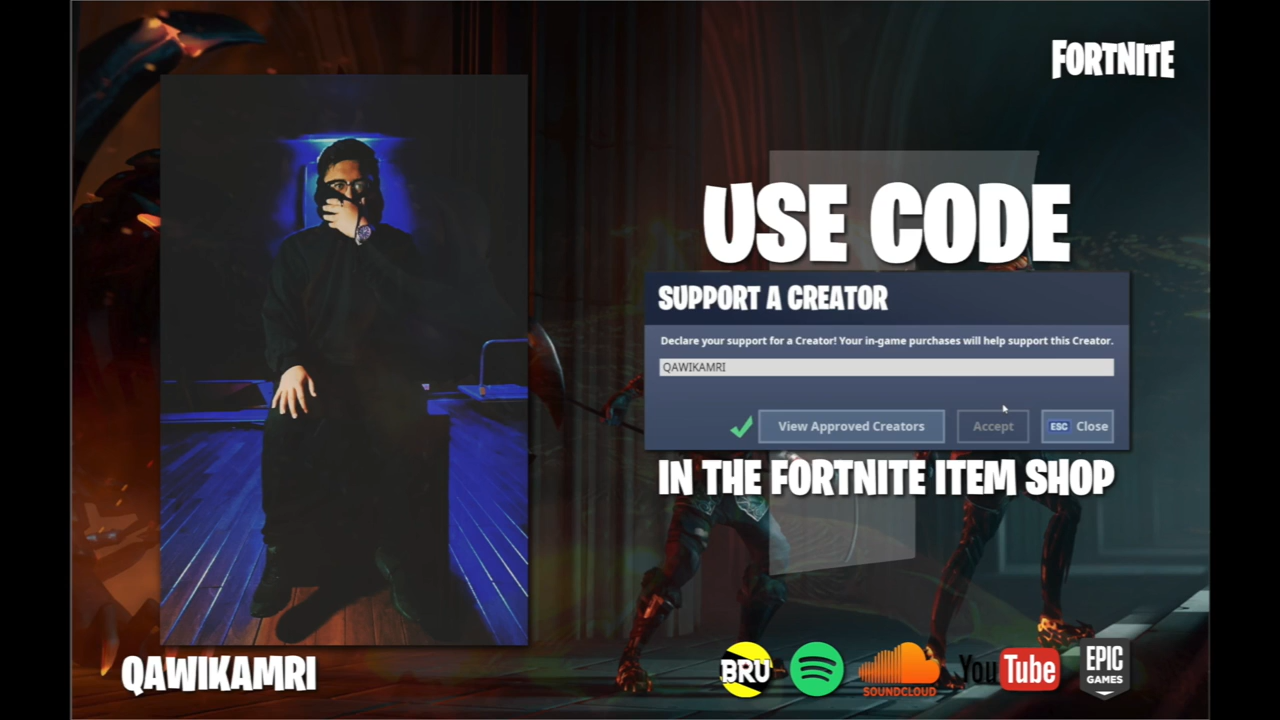 FORTNITE
USE CODE
SUPPORT A CREATOR
Declare your support for a Creator! Your in-game purchases will help support this Creator.
QAWIKAMRI
View Approved Creators
Accept
ESC Close
IN THE FORTNITE ITEM SHOP
QAWIKAMRI
BRU
SOUNDCLOUD
YouTube
EPIC
GAMES